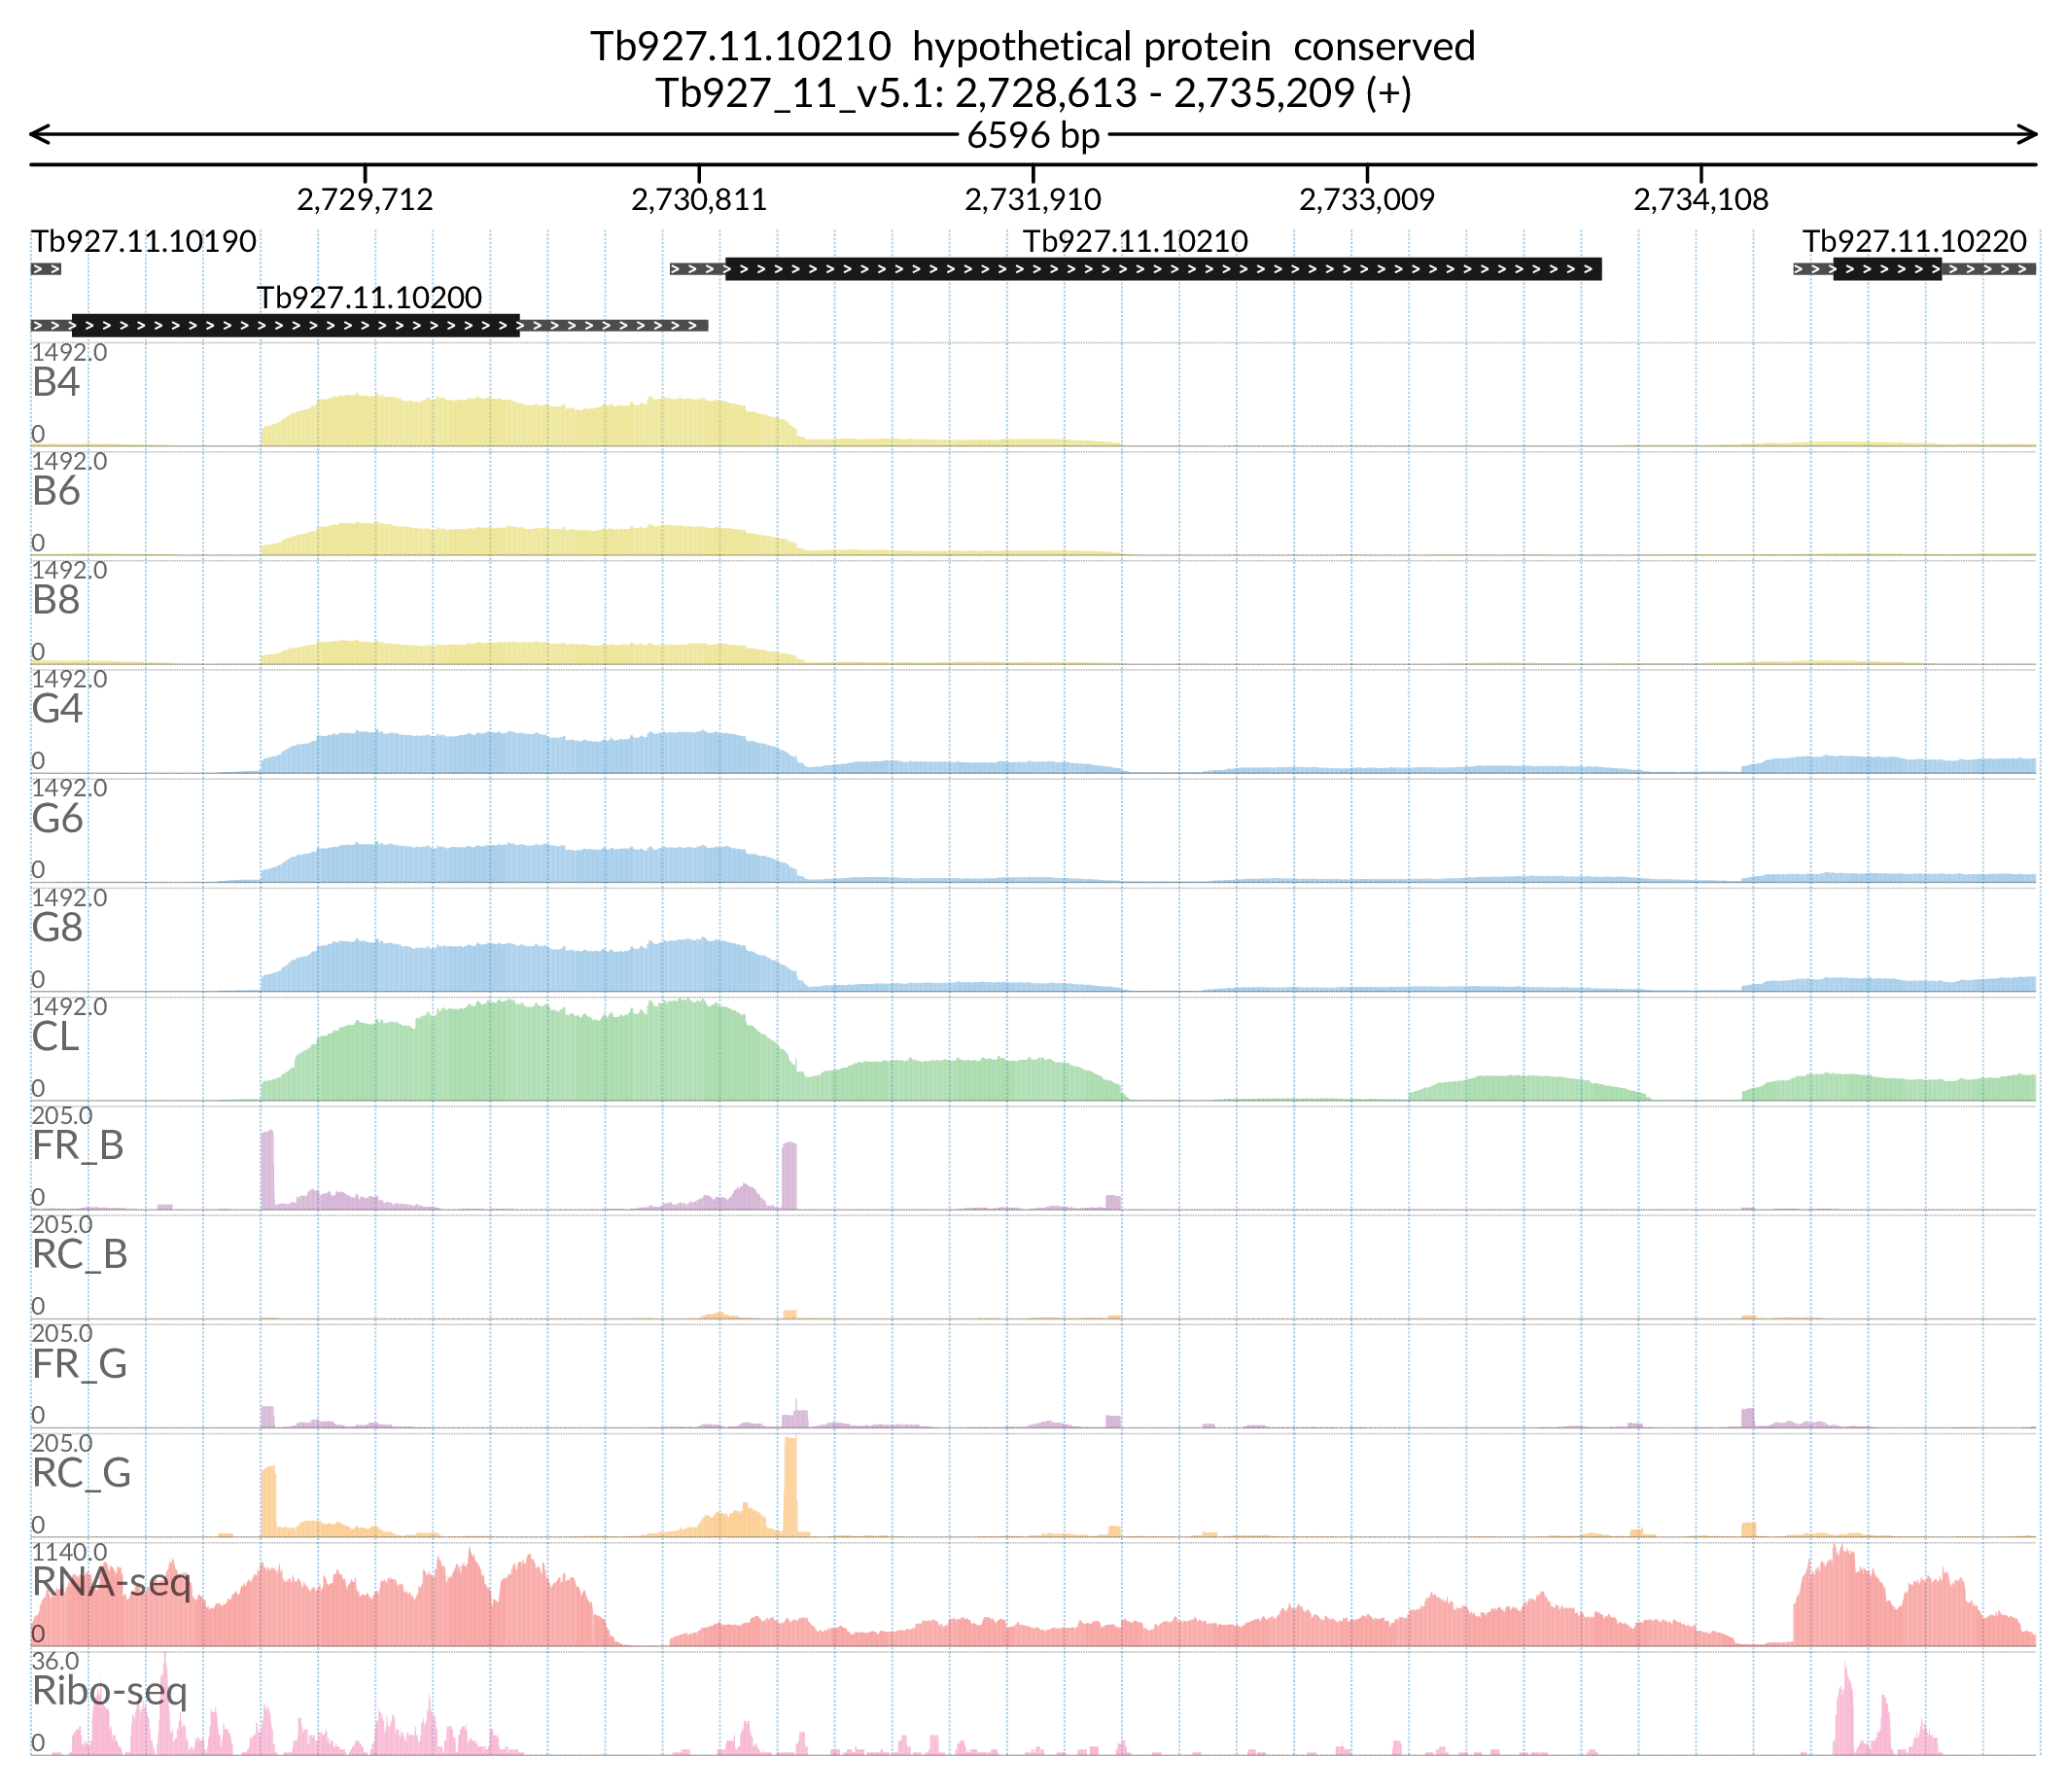 Tb927.11.10210 hypothetical protein conserved
Tb927_11_v5.1: 2,728,613 - 2,735,209 (+)
6596 bp
2,729,712 2,730,811 2,731,910 2,733,009 2,734,108
Tb927.11.10190 Tb927.11.10210 Tb927.11.10220
Tb927.11.10200
1492.0
B4
0
1492.0
B6
0
1492.0
B8
0
1492.0
G4
0
1492.0
G6
0
1492.0
G8
0
1492.0
CL
0
205.0
FR_B
0
205.0
RC_B
0
205.0
FR_G
0
205.0
RC_G
0
1140.0
RNA-seq
0
36.0
Ribo-seq
0